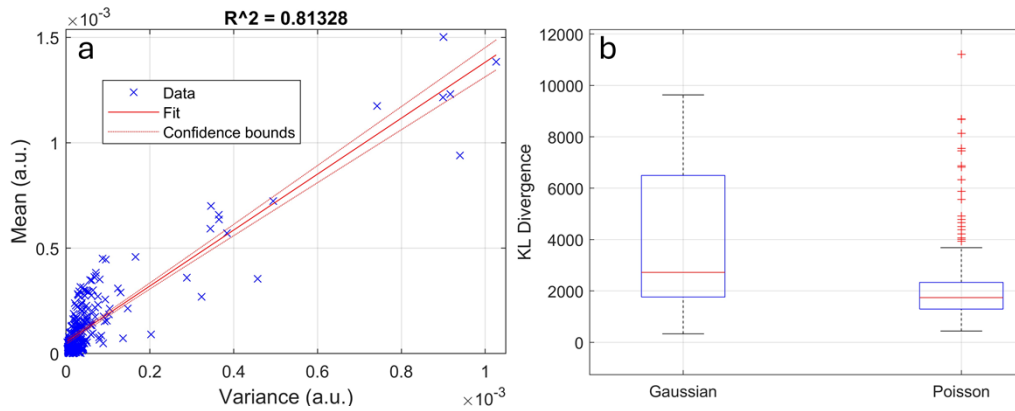 ×10⁻³
R^2 = 0.81328
a
1.5
1
0.5
0
Mean (a.u.)
Data
Fit
Confidence bounds
0 0.2 0.4 0.6 0.8 1
Variance (a.u.)
×10⁻³
b
12000
10000
8000
6000
4000
2000
0
KL Divergence
Gaussian Poisson